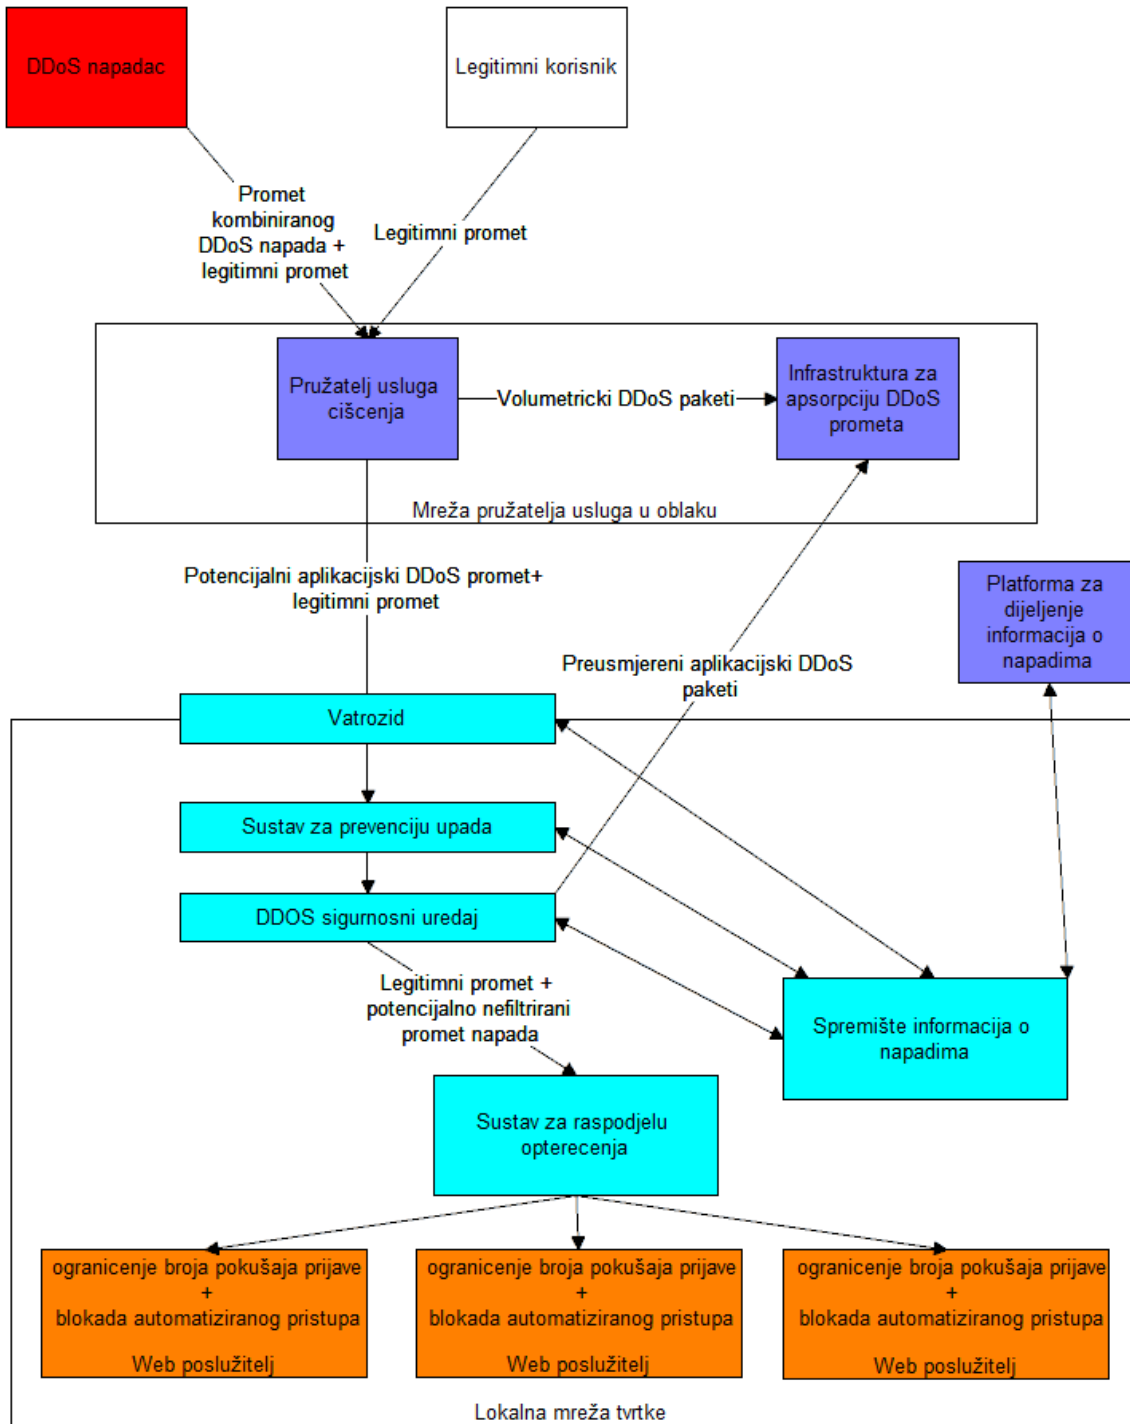 DDoS napadac
Legitimni korisnik
Promet
kombiniranog
DDoS napada +
legitimni promet
Legitimni promet
Pružatelj usluga
cišcenja
Volumetricki DDoS paketi
Infrastruktura za
apsorpciju DDoS
prometa
Mreža pružatelja usluga u oblaku
Potencijalni aplikacijski DDoS promet+
legitimni promet
Platforma za
dijeljenje
informacija o
napadima
Preusmjereni aplikacijski DDoS
paketi
Vatrozid
Sustav za prevenciju upada
DDOS sigurnosni uredaj
Legitimni promet +
potencijalno nefiltrirani
promet napada
Spremište informacija o
napadima
Sustav za raspodjelu
opterecenja
ogranicenje broja pokušaja prijave
+
blokada automatiziranog pristupa
Web poslužitelj
ogranicenje broja pokušaja prijave
+
blokada automatiziranog pristupa
Web poslužitelj
ogranicenje broja pokušaja prijave
+
blokada automatiziranog pristupa
Web poslužitelj
Lokalna mreža tvrtke